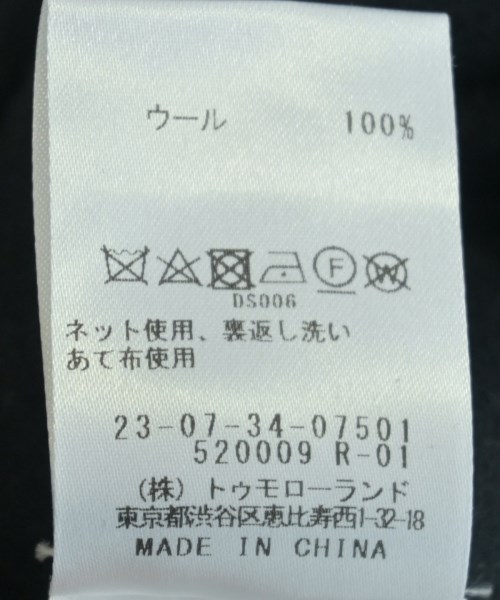 ウール 100%
F W
DS006
ネット使用、裏返し洗い
あて布使用
23-07-34-07501
520009 R-01
(株) トゥモローランド
東京都渋谷区恵比寿西1-32-18
MADE IN CHINA